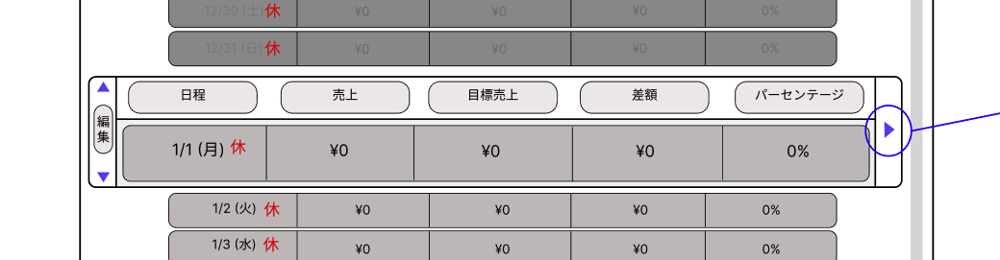 12/30 (土)休 ¥0 ¥0 ¥0 0%
12/31 (日)休 ¥0 ¥0 ¥0 0%
日程 売上 目標売上 差額 パーセンテージ
編集
1/1 (月) 休 ¥0 ¥0 ¥0 0%
1/2 (火) 休 ¥0 ¥0 ¥0 0%
1/3 (水) 休 ¥0 ¥0 ¥0 0%